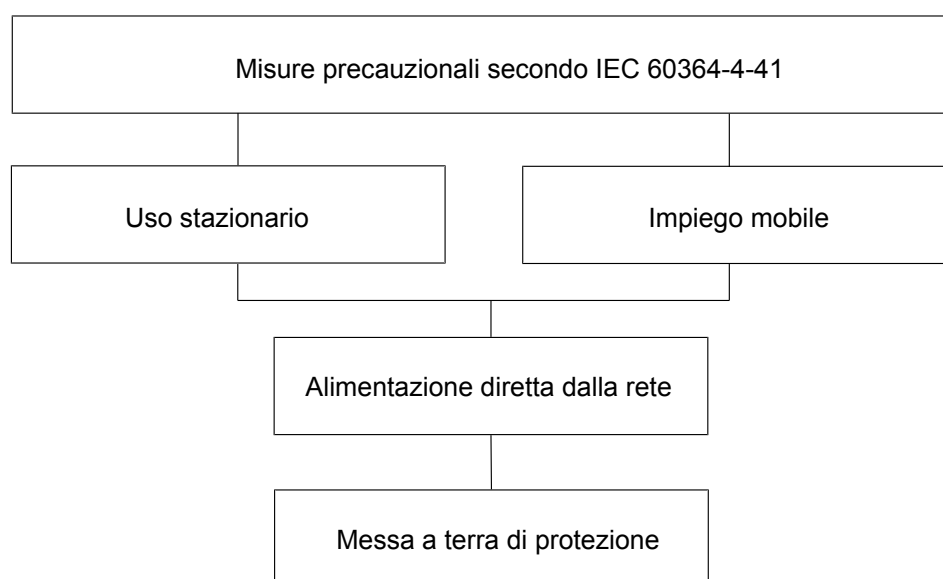 Misure precauzionali secondo IEC 60364-4-41
Uso stazionario
Impiego mobile
Alimentazione diretta dalla rete
Messa a terra di protezione